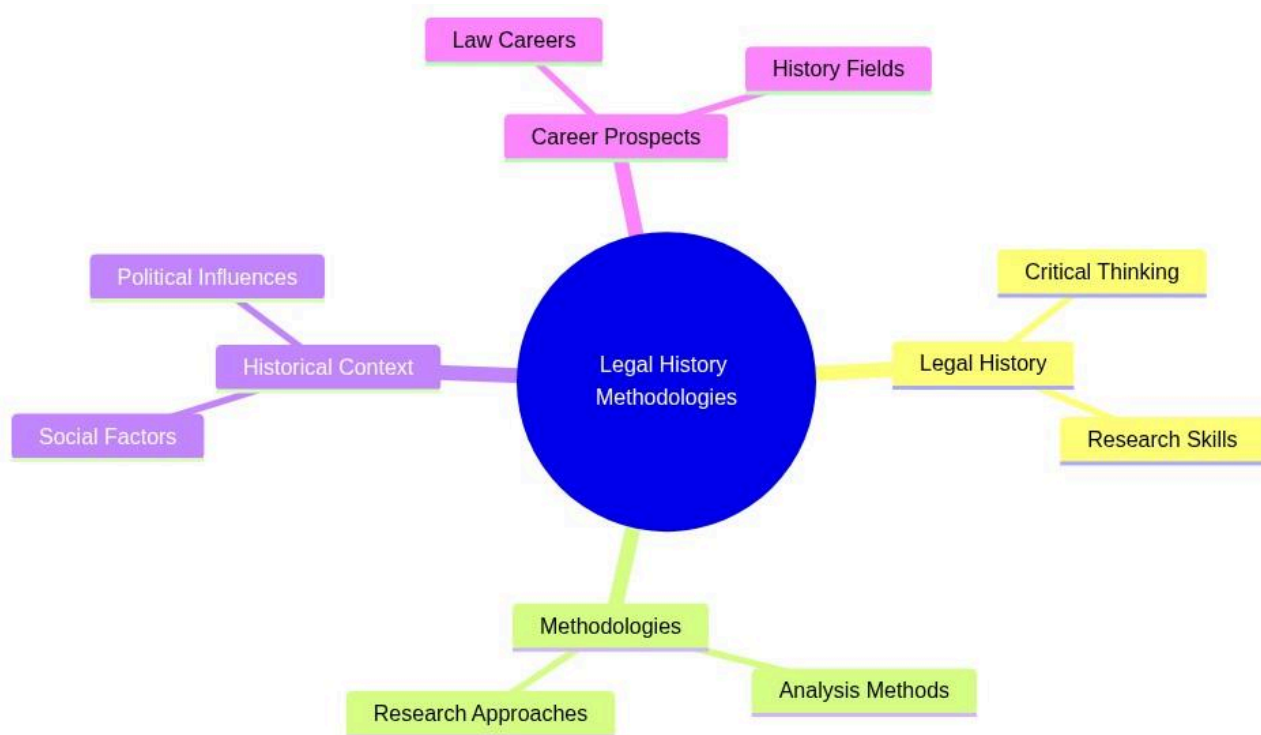 Law Careers
History Fields
Career Prospects
Political Influences
Critical Thinking
Historical Context
Legal History
Methodologies
Legal History
Social Factors
Research Skills
Methodologies
Analysis Methods
Research Approaches